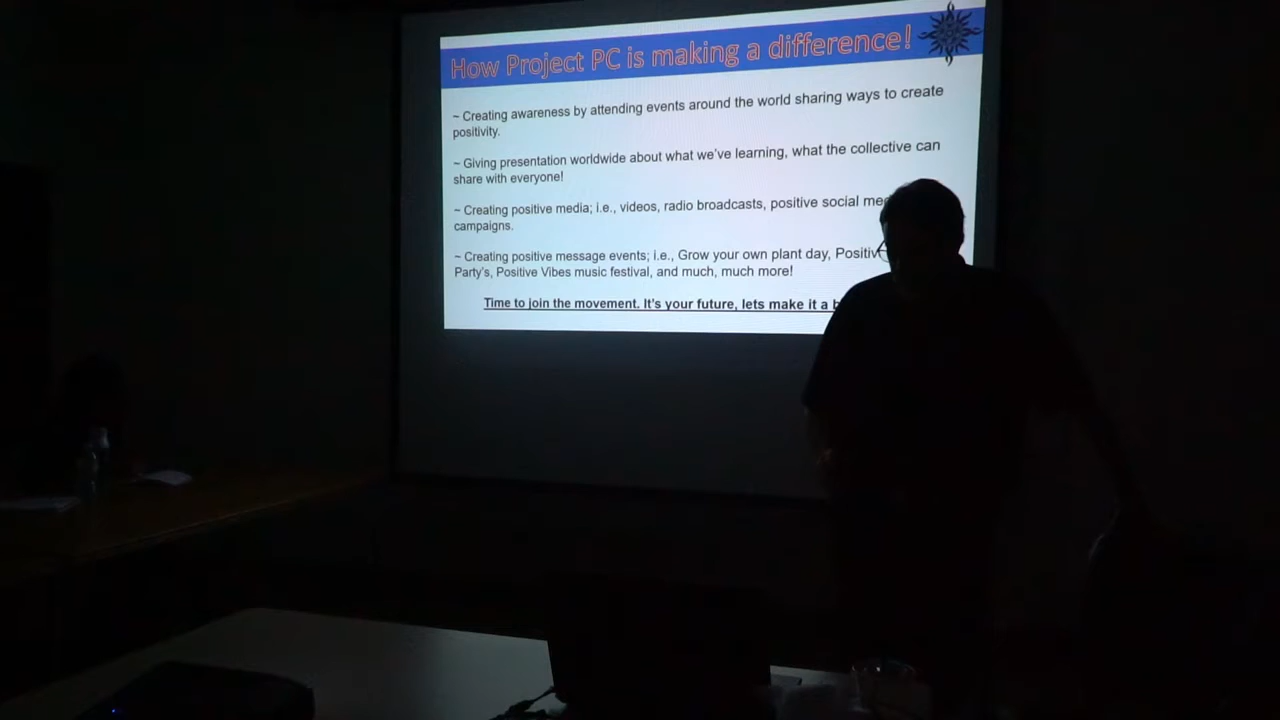 How Project PC is making a difference!
~ Creating awareness by attending events around the world sharing ways to create
positivity.
~ Giving presentation worldwide about what we've learning, what the collective can
share with everyone!
~ Creating positive media; i.e., videos, radio broadcasts, positive social
campaigns.
~ Creating positive message events; i.e., Grow your own plant day,
Party's, Positive Vibes music festival, and much, much more!
Time to join the movement. It's your future, lets make it a